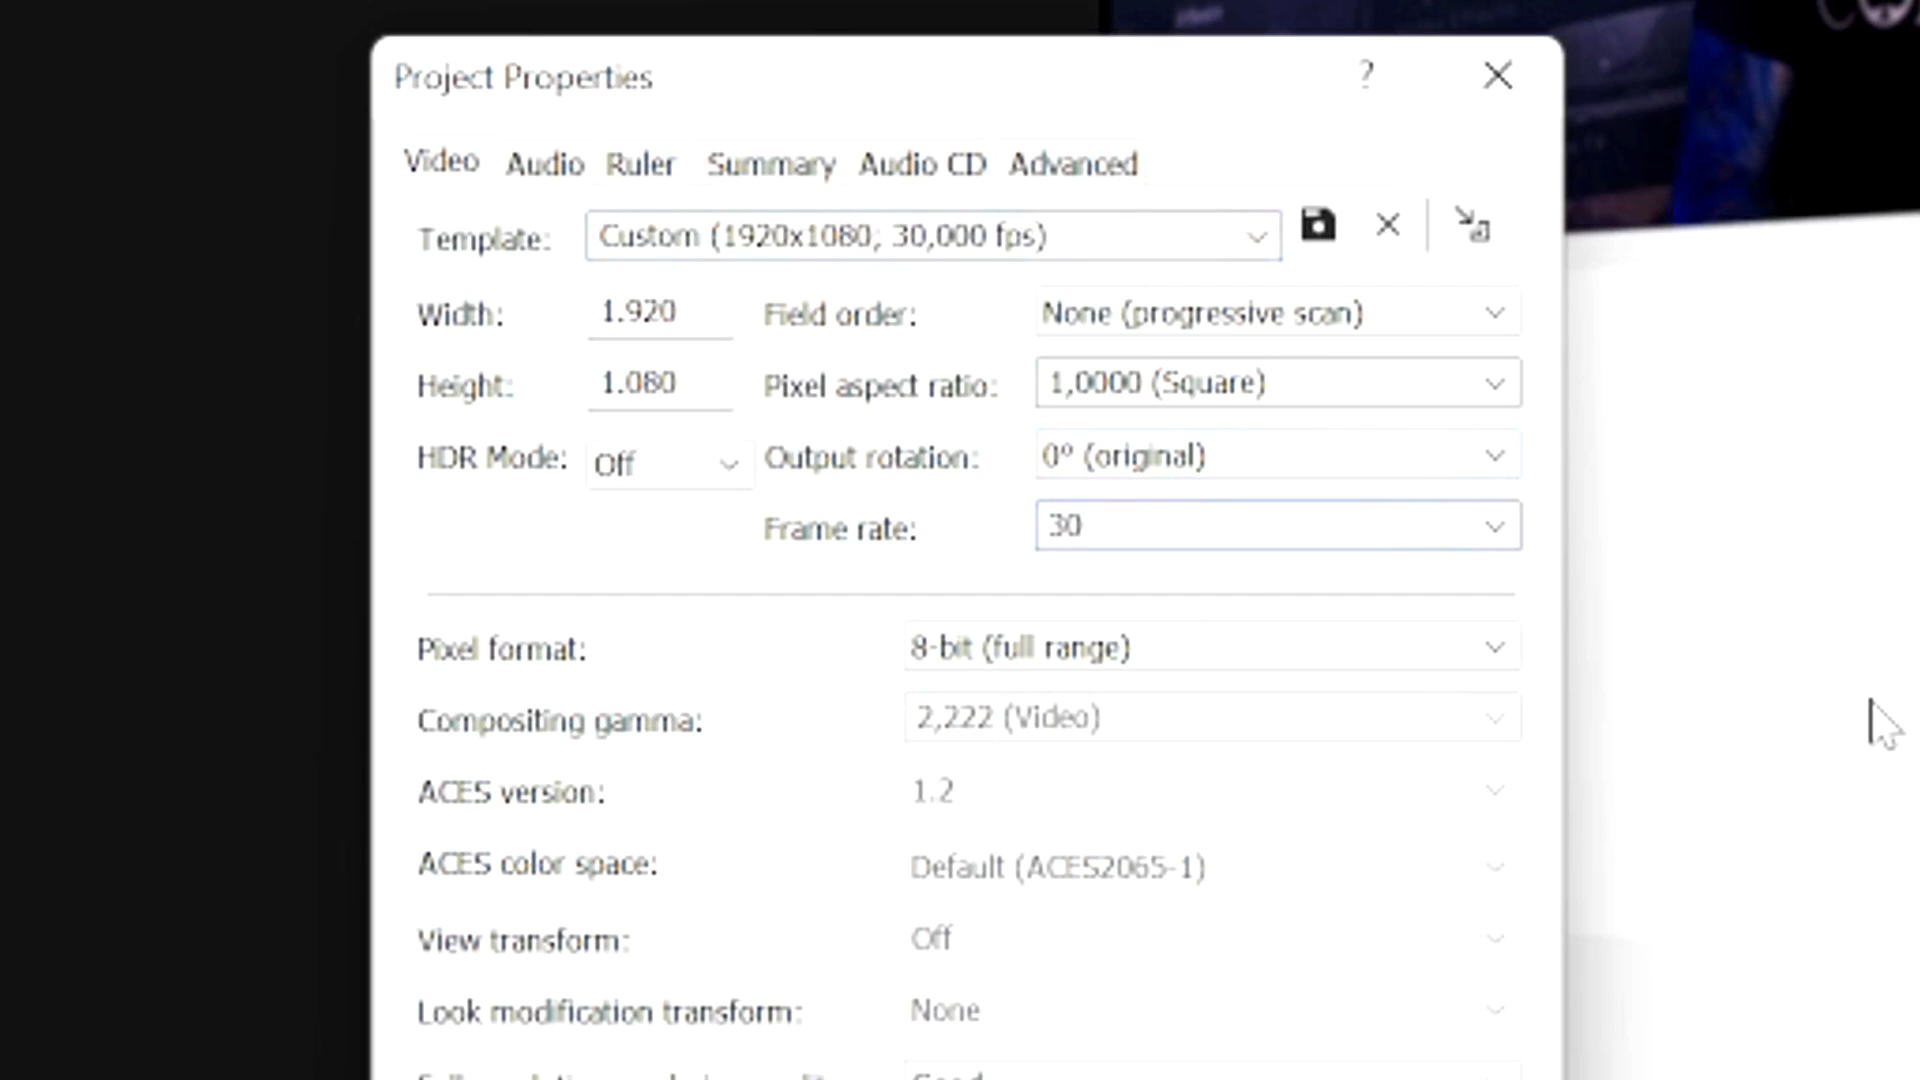 Project Properties ?
Video Audio Ruler Summary Audio CD Advanced
Template: Custom (1920x1080; 30,000 fps)
Width: 1.920 Field order: None (progressive scan)
Height: 1.080 Pixel aspect ratio: 1,0000 (Square)
HDR Mode: Off Output rotation: 0º (original)
Frame rate: 30
Pixel format: 8-bit (full range)
Compositing gamma: 2,222 (Video)
ACES version: 1.2
ACES color space: Default (ACES2065-1)
View transform: Off
Look modification transform: None